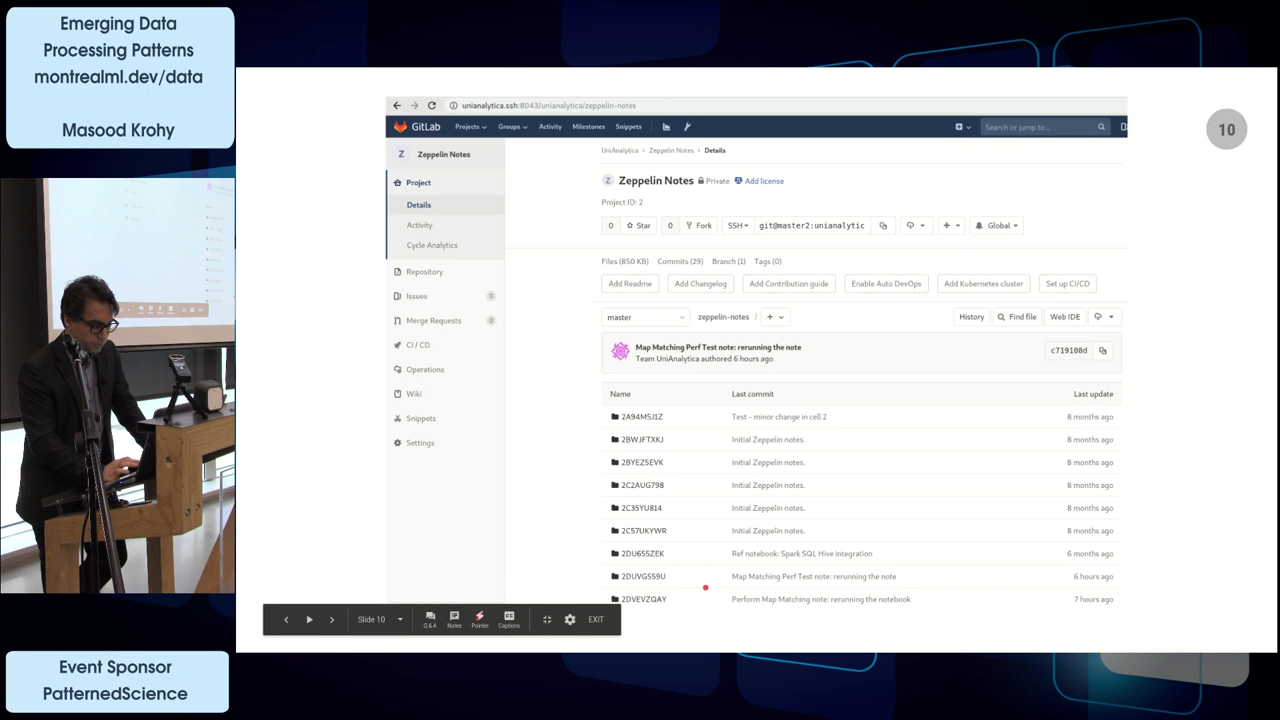 Emerging Data
Processing Patterns
montrealml.dev/data
Masood Krohy
Event Sponsor
PatternedScience
10
unianalytica.ssh:8043/unianalytica/zeppelin-notes
GitLab
Projects
Groups
Activity
Milestones
Snippets
Search or jump to...
Z Zeppelin Notes
Project
Details
Activity
Cycle Analytics
Repository
Issues 0
Merge Requests 0
CI / CD
Operations
Wiki
Snippets
Settings
UniAnalytica > Zeppelin Notes > Details
Z Zeppelin Notes Private Add license
Project ID: 2
0 Star 0 Fork SSH git@master2:unianalytic Global
Files (850 KB) Commits (29) Branch (1) Tags (0)
Add Readme Add Changelog Add Contribution guide Enable Auto DevOps Add Kubernetes cluster Set up CI/CD
master zeppelin-notes / + History Find file Web IDE
Map Matching Perf Test note: rerunning the note
Team UniAnalytica authored 6 hours ago
c719108d
Name Last commit Last update
2A94M5J1Z Test - minor change in cell 2 8 months ago
2BWJFTXKJ Initial Zeppelin notes. 8 months ago
2BYEZ5EVK Initial Zeppelin notes. 8 months ago
2C2AUG798 Initial Zeppelin notes. 8 months ago
2C35YU814 Initial Zeppelin notes. 8 months ago
2C57UKYWR Initial Zeppelin notes. 8 months ago
2DU655ZEK Ref notebook: Spark SQL Hive integration 6 months ago
2DUVG559U Map Matching Perf Test note: rerunning the note 6 hours ago
2DVEVZQAY Perform Map Matching note: rerunning the notebook 7 hours ago
Slide 10
Q & A
Notes
Pointer
CC
Captions
EXIT